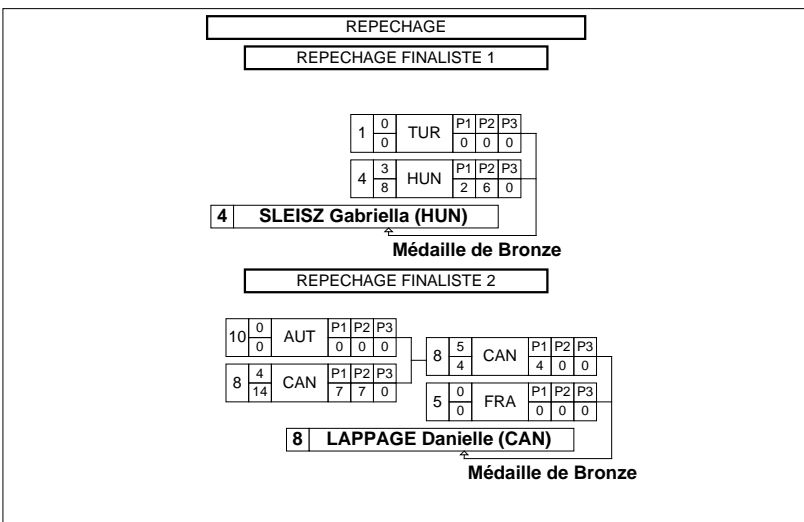 REPECHAGE
REPECHAGE FINALISTE 1
1 0 TUR P1 P2 P3
0 0 0 0
4 3 HUN P1 P2 P3
8 2 6 0
4 SLEISZ Gabriella (HUN)
Médaille de Bronze
REPECHAGE FINALISTE 2
10 0 AUT P1 P2 P3
0 0 0 0
8 4 CAN P1 P2 P3
14 7 7 0
8 5 CAN P1 P2 P3
4 4 0 0
5 0 FRA P1 P2 P3
0 0 0 0
8 LAPPAGE Danielle (CAN)
Médaille de Bronze